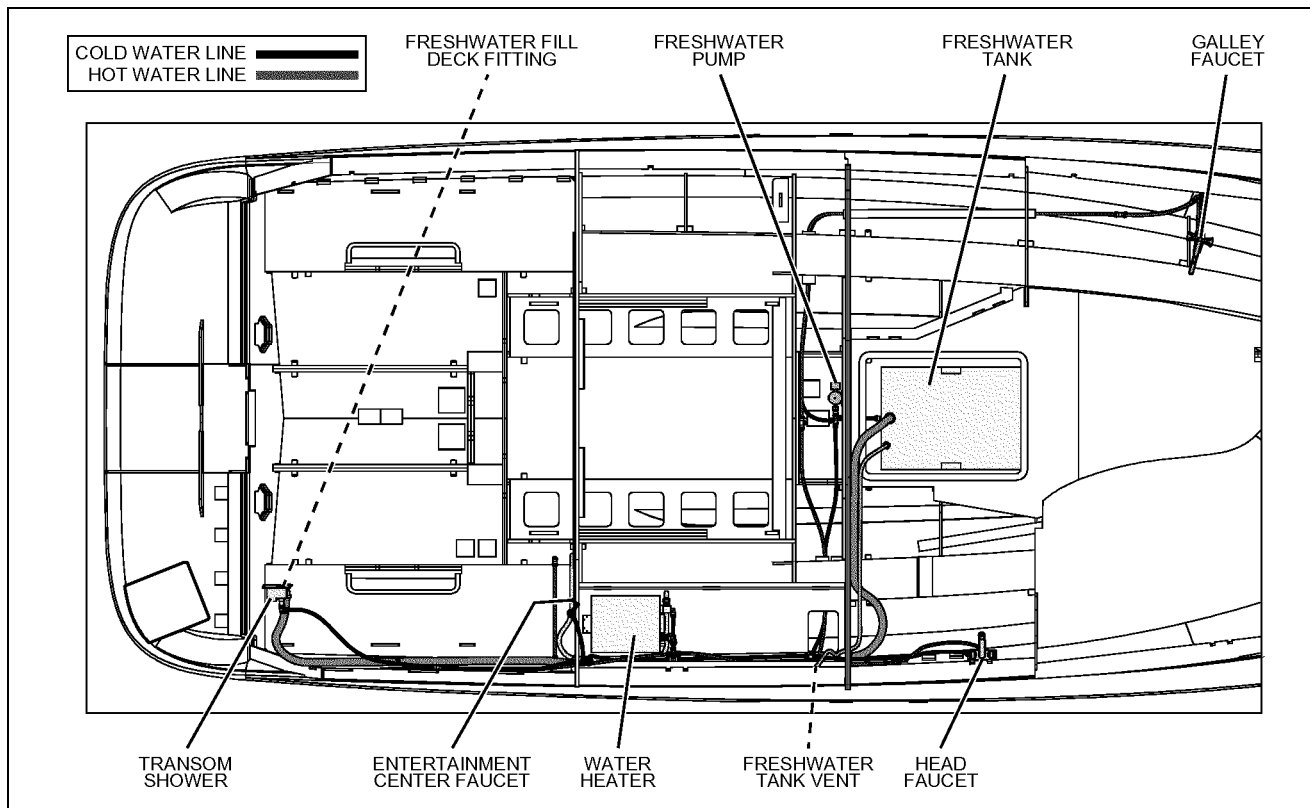 COLD WATER LINE
HOT WATER LINE
FRESHWATER FILL
DECK FITTING
FRESHWATER
PUMP
FRESHWATER
TANK
GALLEY
FAUCET
TRANSOM
SHOWER
ENTERTAINMENT
CENTER FAUCET
WATER
HEATER
FRESHWATER
TANK VENT
HEAD
FAUCET